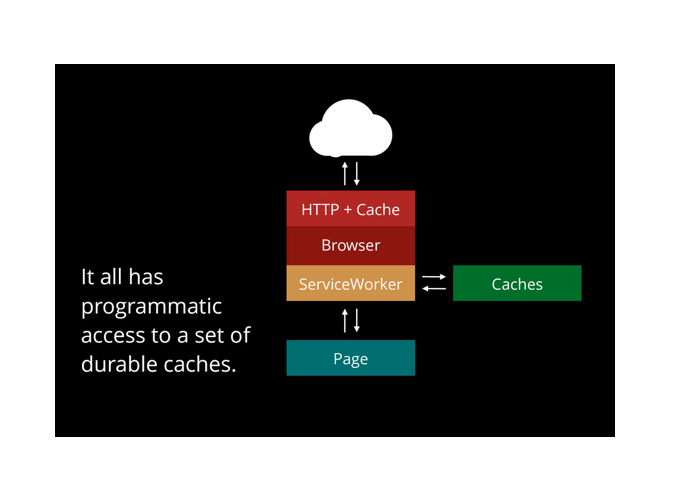 HTTP + Cache
Browser
ServiceWorker
Caches
Page
It all has
programmatic
access to a set of
durable caches.